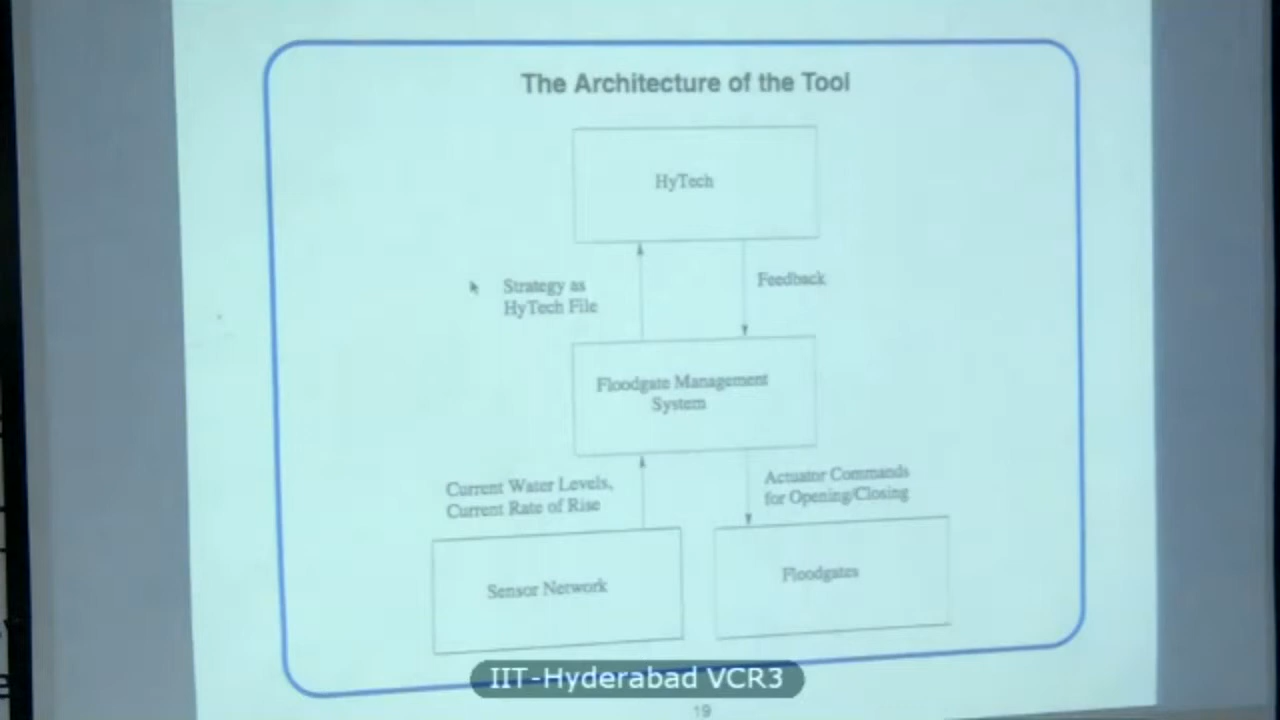 The Architecture of the Tool
HyTech
Strategy as
HyTech File
Feedback
Floodgate Management
System
Current Water Levels,
Current Rate of Rise
Actuator Commands
for Opening/Closing
Sensor Network
Floodgates
IIT-Hyderabad VCR3
19